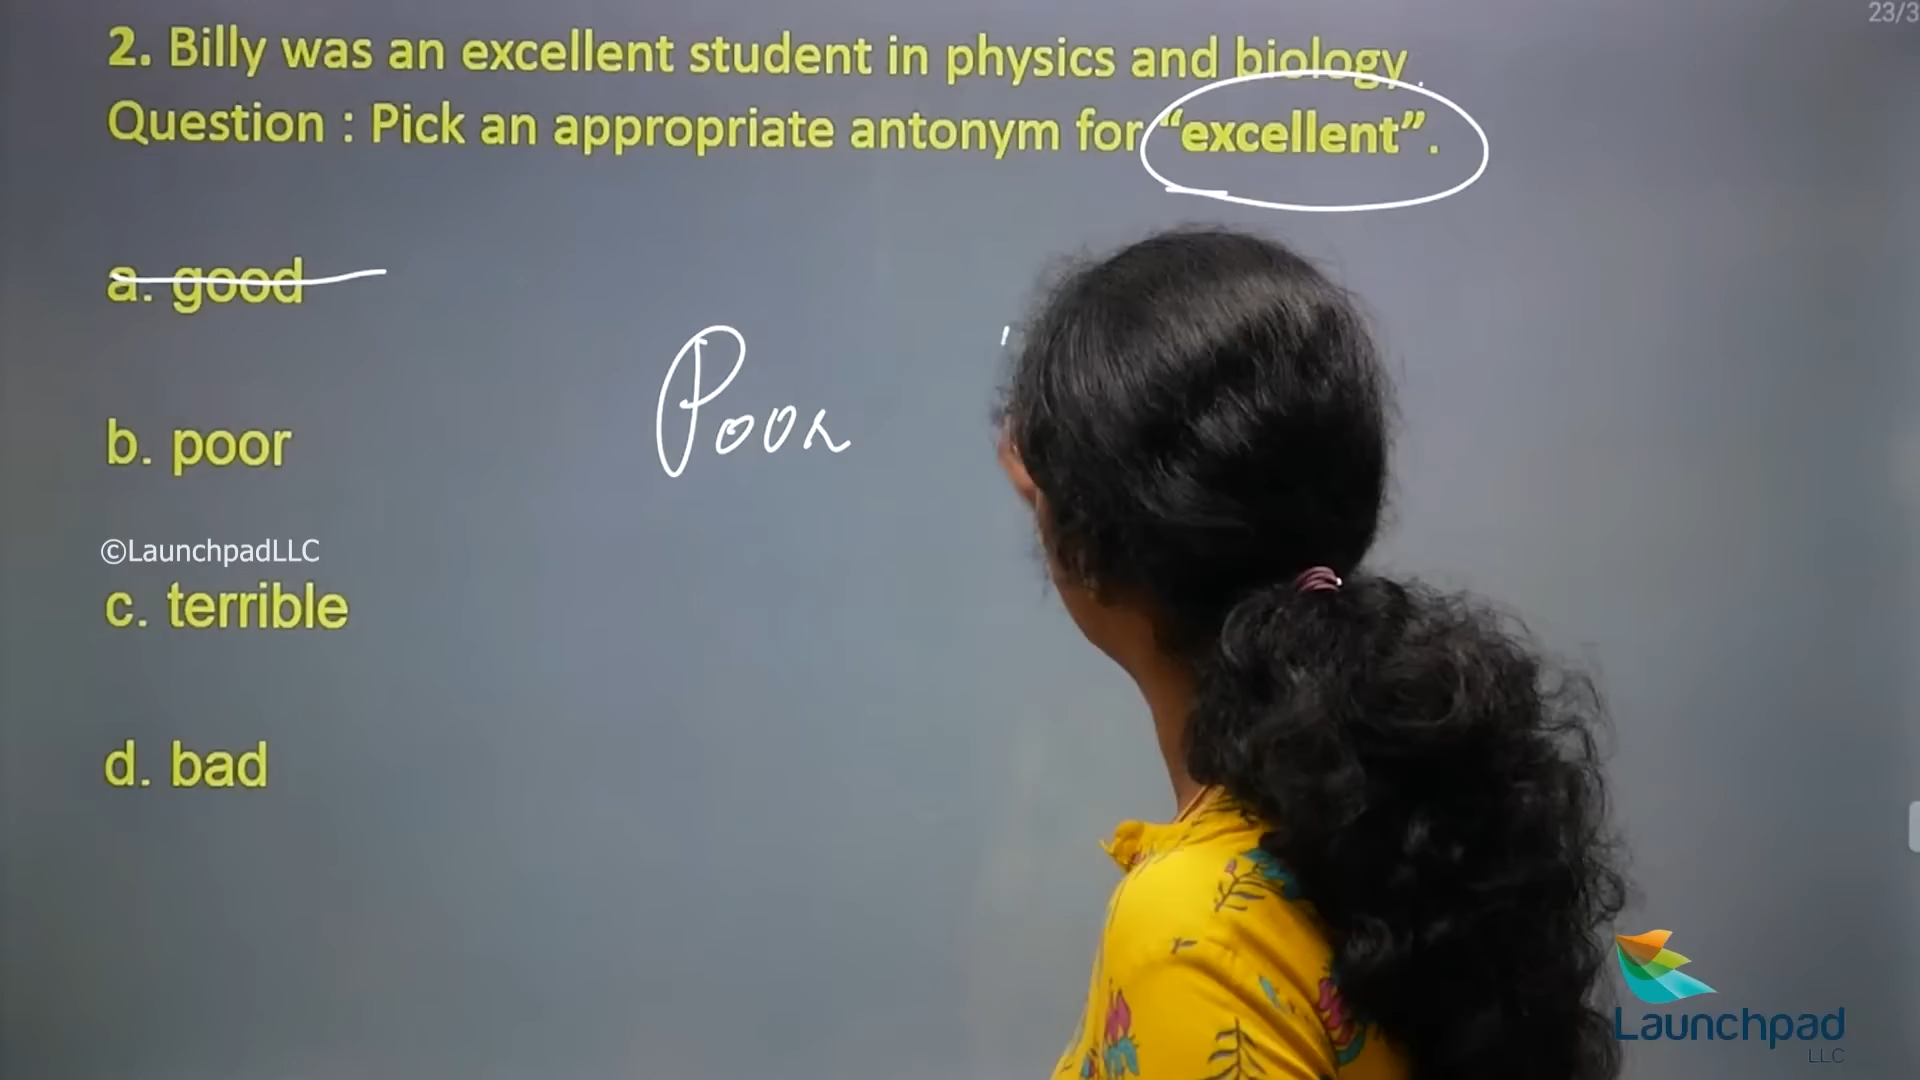 23/3
2. Billy was an excellent student in physics and biology.
Question : Pick an appropriate antonym for “excellent”.
a. good
Poor
b. poor
©LaunchpadLLC
c. terrible
d. bad
Launchpad
LLC